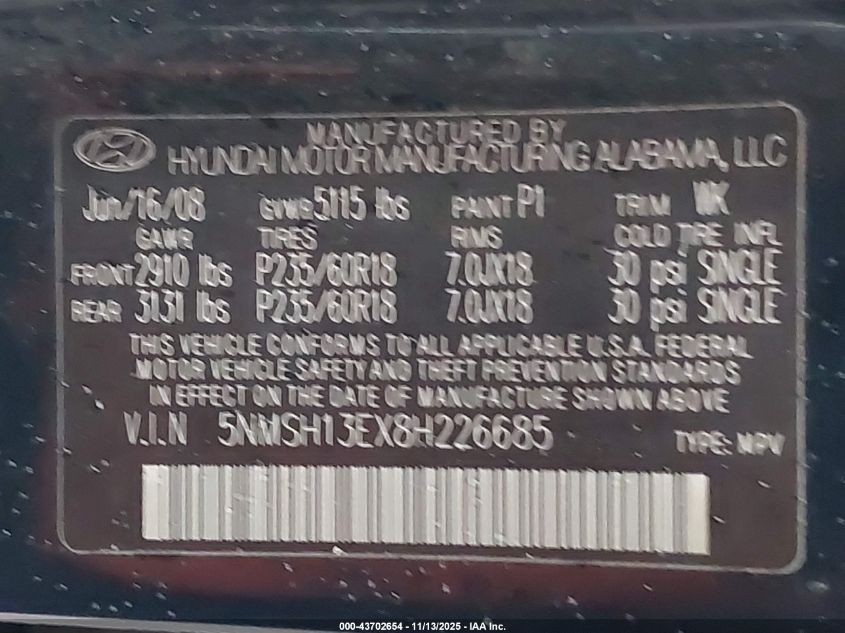 MANUFACTURED BY
HYUNDAI MOTOR MANUFACTURING ALABAMA, LLC
Jun/16/08 GVWR 5115 lbs PAINT P1 TRIM WK
GAWR TIRES RIMS COLD TIRE INFL
FRONT 2910 lbs P235/60R18 7.0JX18 30 psi SINGLE
REAR 3131 lbs P235/60R18 7.0JX18 30 psi SINGLE
THIS VEHICLE CONFORMS TO ALL APPLICABLE U.S.A. FEDERAL
MOTOR VEHICLE SAFETY AND THEFT PREVENTION STANDARDS
IN EFFECT ON THE DATE OF MANUFACTURE SHOWN ABOVE
V.I.N 5NMSH13EX8H226685 TYPE: MPV
000-43702654 - 11/13/2025 - IAA Inc.